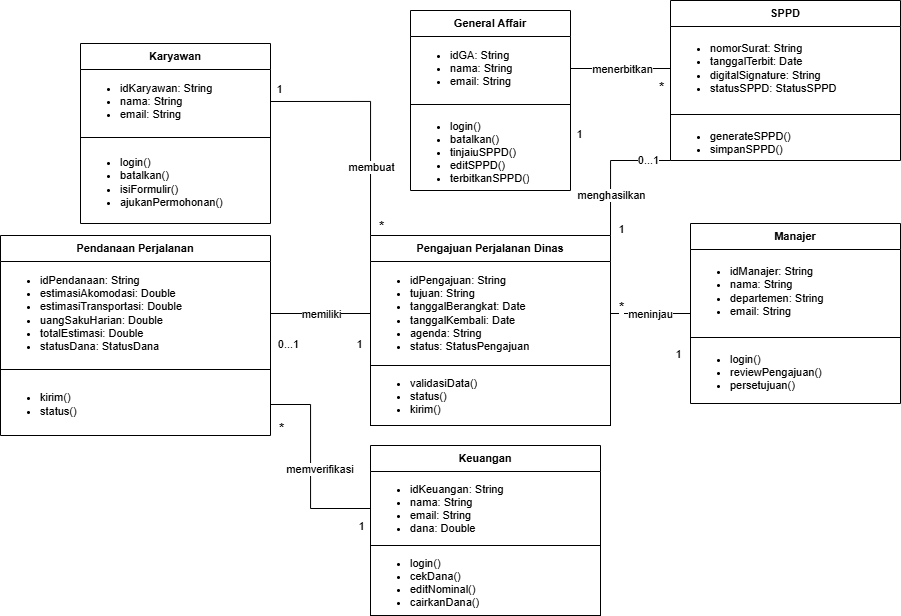 Karyawan
idKaryawan: String
nama: String
email: String
login()
batalkan()
isiFormulir()
ajukanPermohonan()
General Affair
idGA: String
nama: String
email: String
login()
batalkan()
tinjaiuSPPD()
editSPPD()
terbitkanSPPD()
SPPD
nomorSurat: String
tanggalTerbit: Date
digitalSignature: String
statusSPPD: StatusSPPD
generateSPPD()
simpanSPPD()
menerbitkan
1
*
1
membuat
*
0...1
menghasilkan
1
Pendanaan Perjalanan
idPendanaan: String
estimasiAkomodasi: Double
estimasiTransportasi: Double
uangSakuHarian: Double
totalEstimasi: Double
statusDana: StatusDana
kirim()
status()
memiliki
0...1
1
Pengajuan Perjalanan Dinas
idPengajuan: String
tujuan: String
tanggalBerangkat: Date
tanggalKembali: Date
agenda: String
status: StatusPengajuan
validasiData()
status()
kirim()
*
meninjau
1
Manajer
idManajer: String
nama: String
departemen: String
email: String
login()
reviewPengajuan()
persetujuan()
*
memverifikasi
1
Keuangan
idKeuangan: String
nama: String
email: String
dana: Double
login()
cekDana()
editNominal()
cairkanDana()